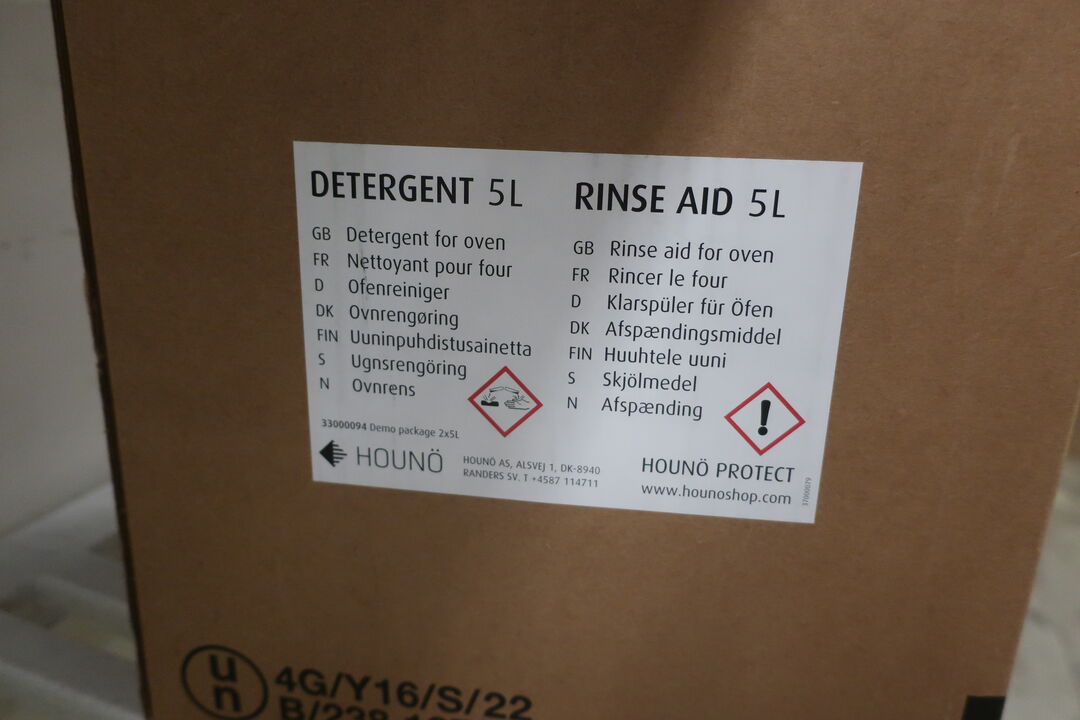 DETERGENT 5L
GB Detergent for oven
FR Nettoyant pour four
D Ofenreiniger
DK Ovnrengøring
FIN Uuninpuhdistusainetta
S Ugnsrengöring
N Ovnrens
RINSE AID 5L
GB Rinse aid for oven
FR Rincer le four
D Klarspüler für Öfen
DK Afspændingsmiddel
FIN Huuhtele uuni
S Skjölmedel
N Afspænding
33000094 Demo package 2x5L
HOUNÖ
HOUNÖ AS, ALSVEJ 1, DK-8940
RANDERS SV. T +4587 114711
HOUNÖ PROTECT
www.hounoshop.com
37000079
un
4G/Y16/S/22